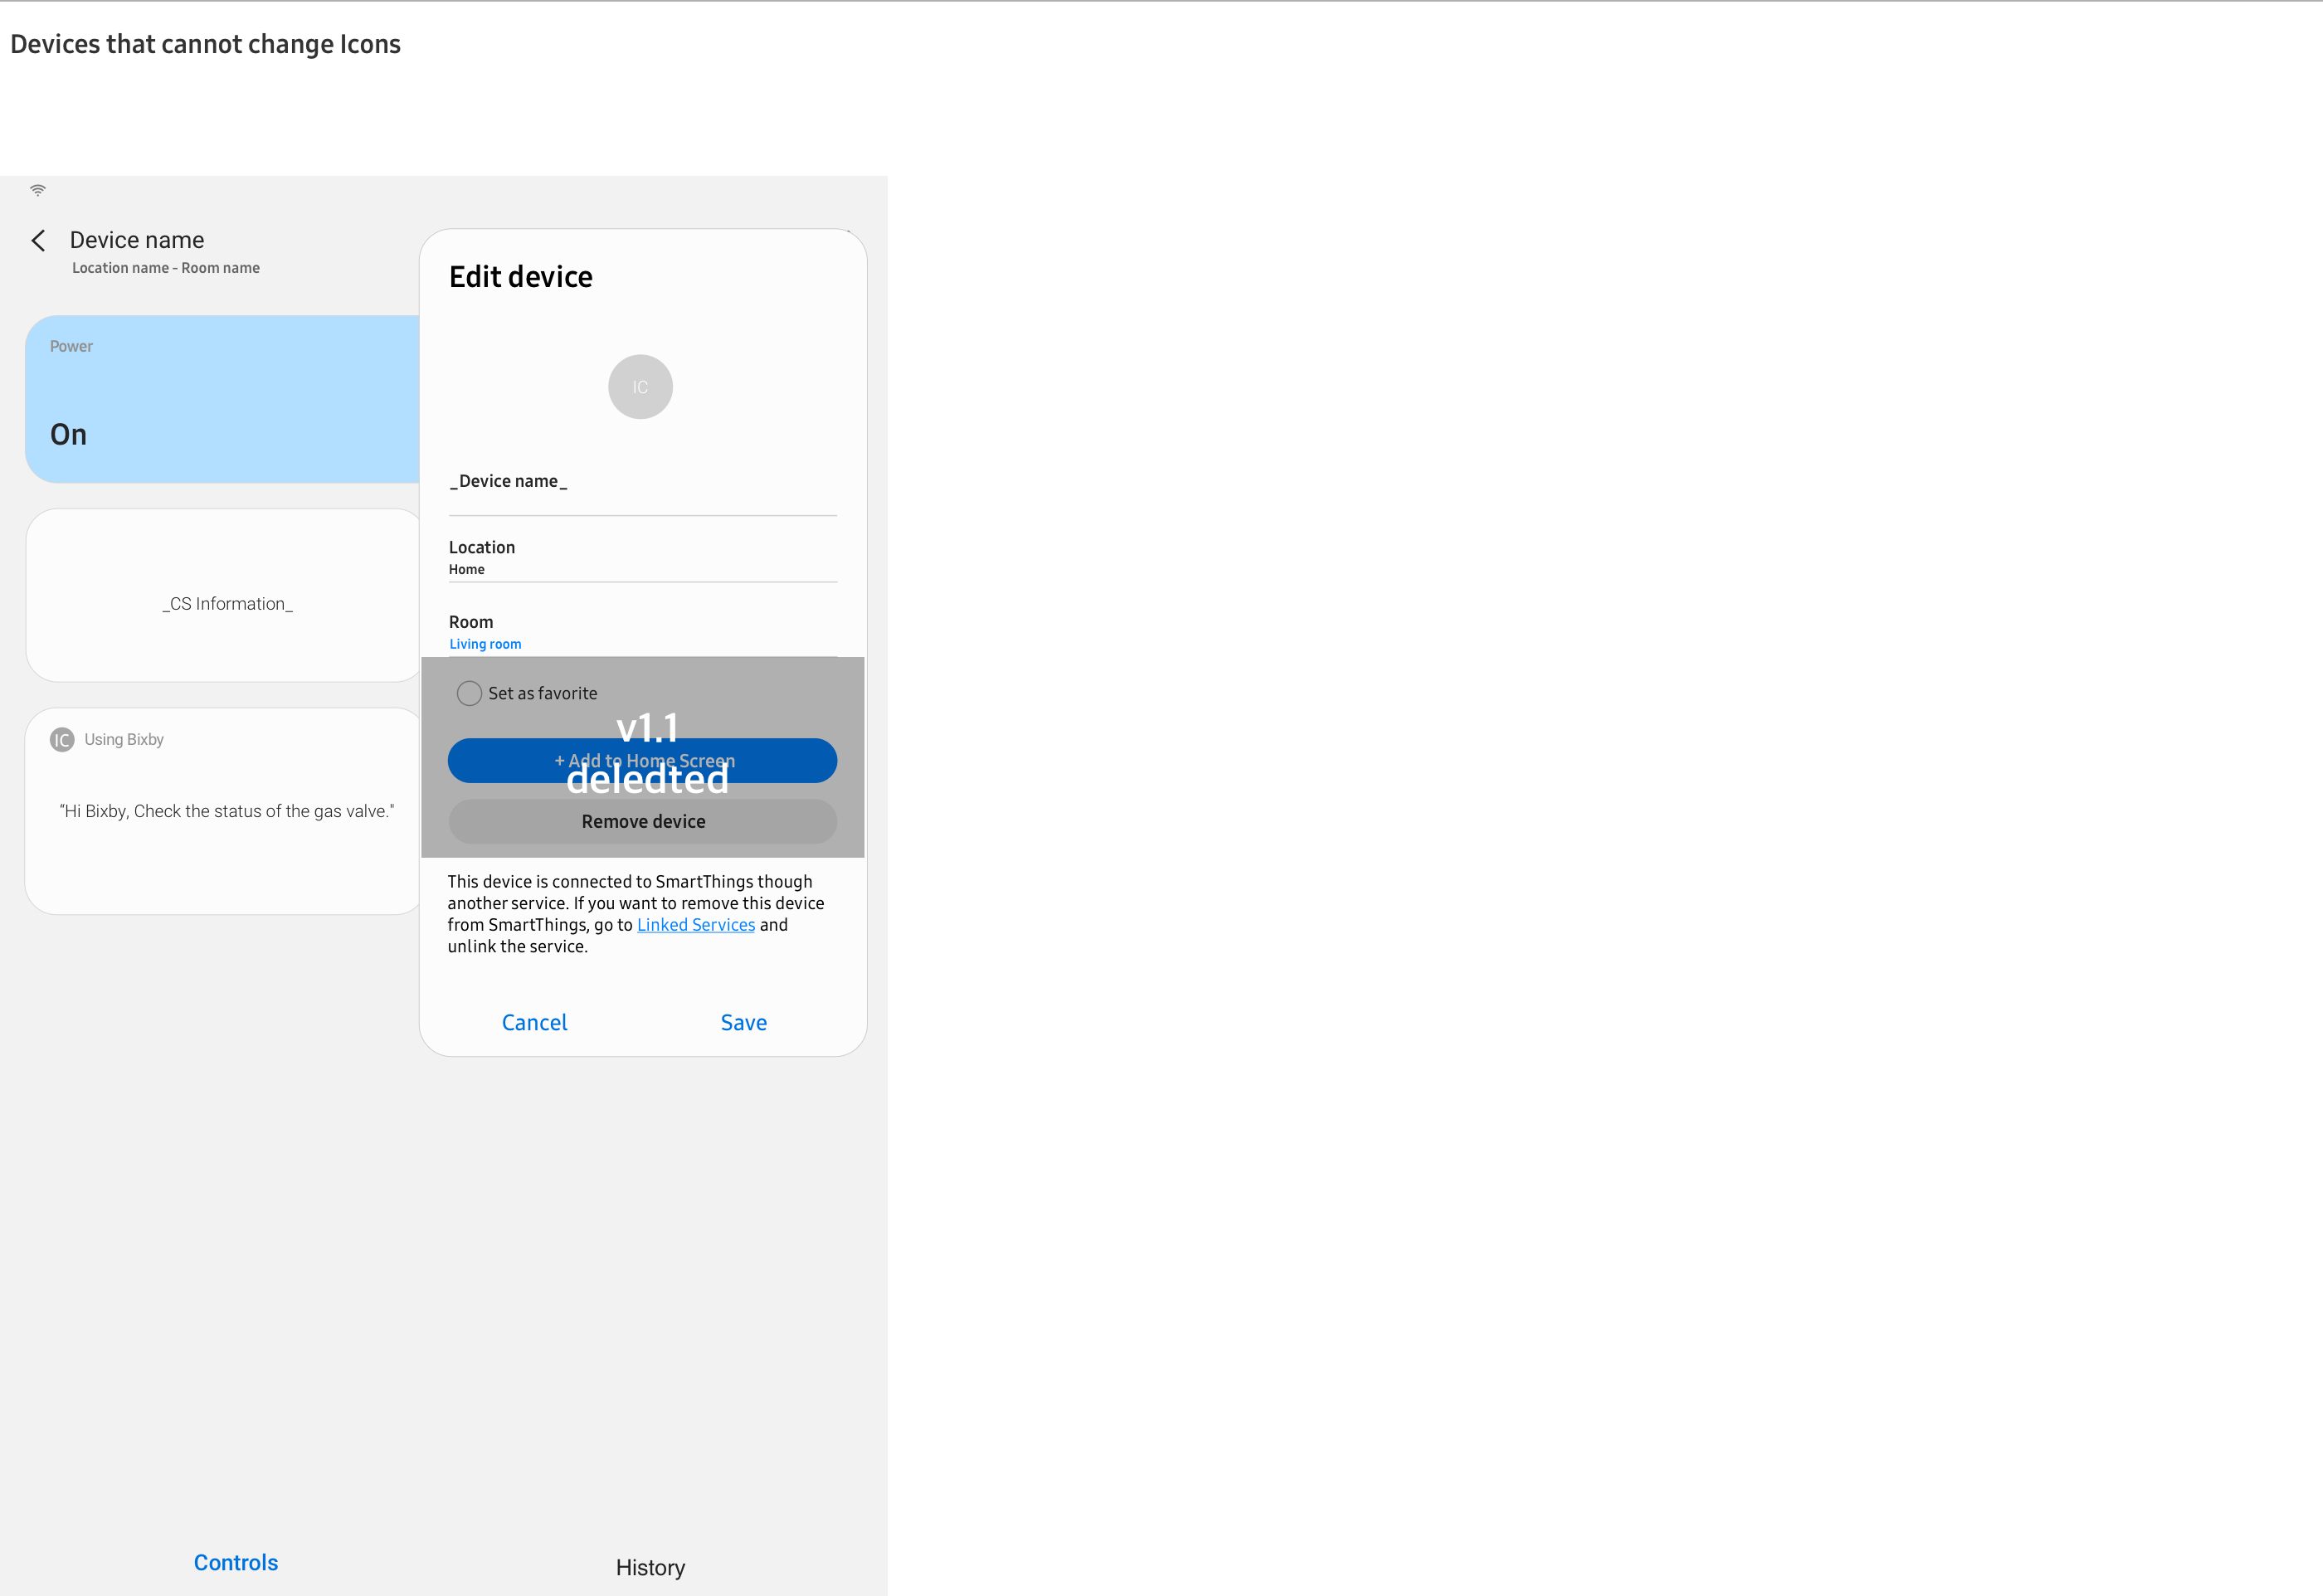 Devices that cannot change Icons
Device name
Location name - Room name
Power
On
_CS Information_
IC Using Bixby
“Hi Bixby, Check the status of the gas valve."
Edit device
IC
_Device name_
Location
Home
Room
Living room
Set as favorite
v1.1
+ Add to Home Screen
deledted
Remove device
This device is connected to SmartThings though
another service. If you want to remove this device
from SmartThings, go to Linked Services and
unlink the service.
Cancel
Save
Controls
History